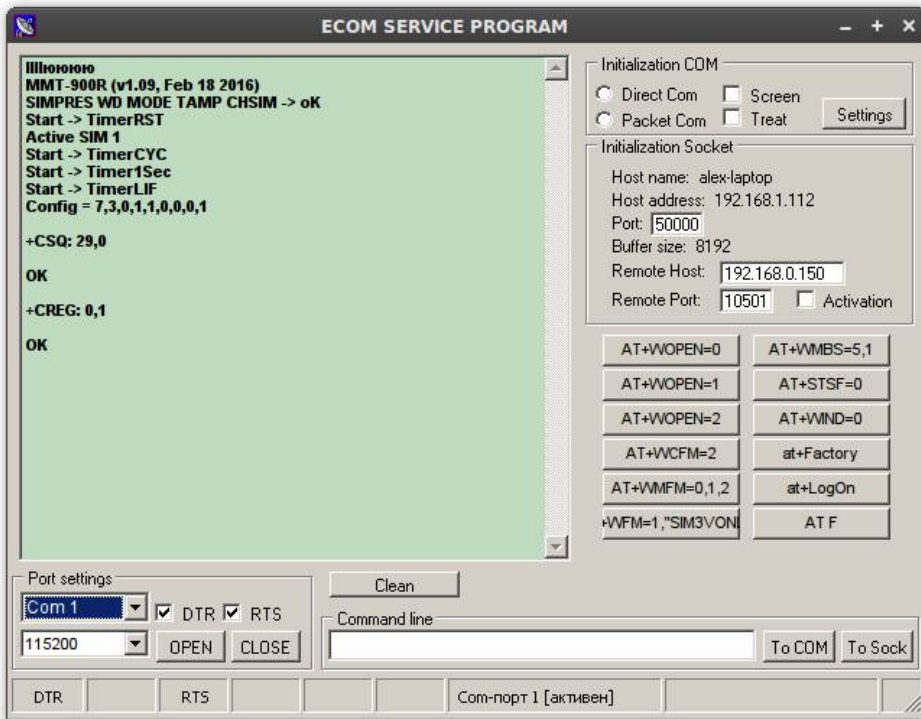 ECOM SERVICE PROGRAM
MMT-900R (v1.09, Feb 18 2016)
SIMPRES WD MODE TAMP CHSIM -> oK
Start -> TimerRST
Active SIM 1
Start -> TimerCYC
Start -> Timer1Sec
Start -> TimerLIF
Config = 7,3,0,1,1,0,0,0,1
+CSQ: 29,0
OK
+CREG: 0,1
OK
Initialization COM
Direct Com
Screen
Packet Com
Treat
Settings
Initialization Socket
Host name: alex-laptop
Host address: 192.168.1.112
Port: 50000
Buffer size: 8192
Remote Host: 192.168.0.150
Remote Port: 10501
Activation
AT+WOPEN=0
AT+WMBS=5,1
AT+WOPEN=1
AT+STSF=0
AT+WOPEN=2
AT+WIND=0
AT+WCFM=2
at+Factory
AT+WMFM=0,1,2
at+LogOn
+WFM=1,"SIM3VON
AT F
Port settings
Com 1
DTR
RTS
115200
OPEN
CLOSE
Clean
Command line
To COM
To Sock
DTR
RTS
Com-порт 1 [активен]